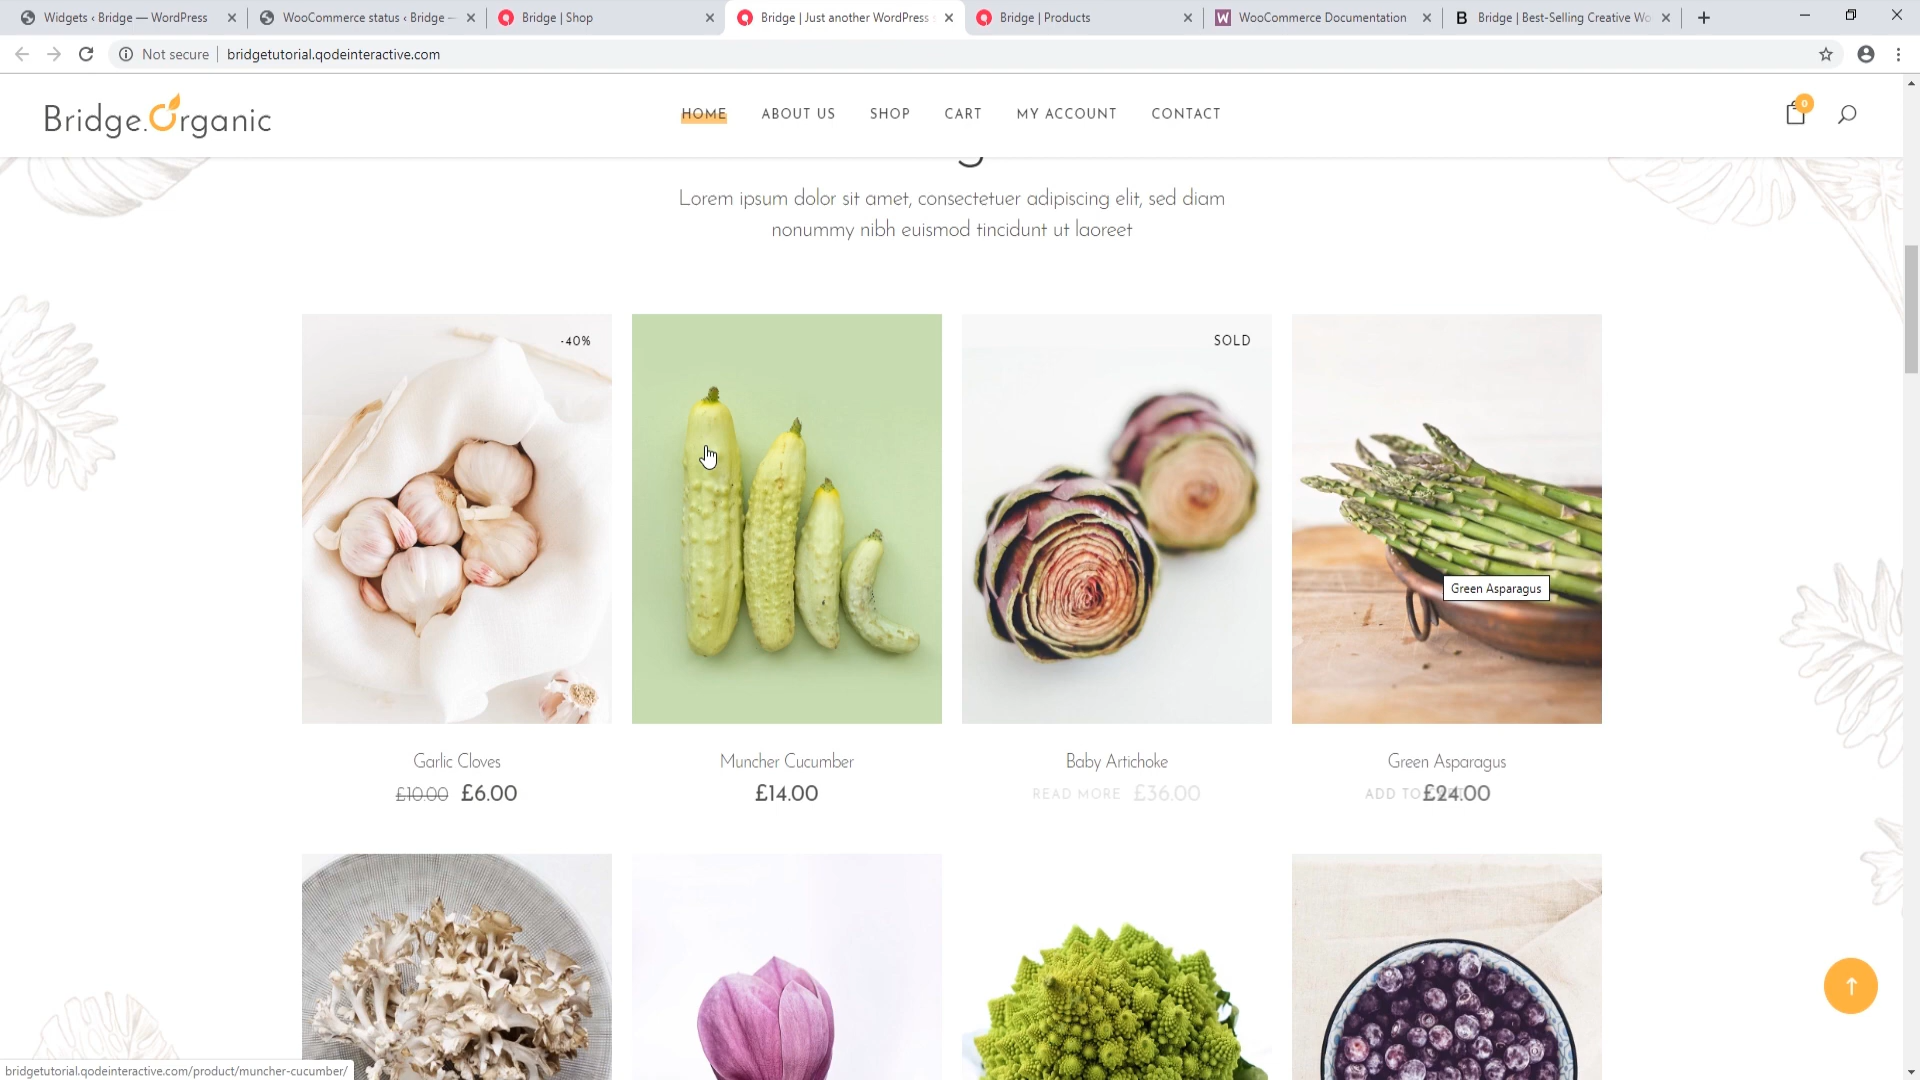 Widgets ‹ Bridge — WordPress
WooCommerce status ‹ Bridge —
Bridge | Shop
Bridge | Just another WordPress
Bridge | Products
WooCommerce Documentation
Bridge | Best-Selling Creative Wo
Not secure
bridgetutorial.qodeinteractive.com
Bridge.Organic
HOME
ABOUT US
SHOP
CART
MY ACCOUNT
CONTACT
0
Lorem ipsum dolor sit amet, consectetuer adipiscing elit, sed diam
nonummy nibh euismod tincidunt ut laoreet
-40%
SOLD
Green Asparagus
Garlic Cloves
Muncher Cucumber
Baby Artichoke
Green Asparagus
£10.00 £6.00
£14.00
READ MORE £36.00
ADD TO £24.00
bridgetutorial.qodeinteractive.com/product/muncher-cucumber/